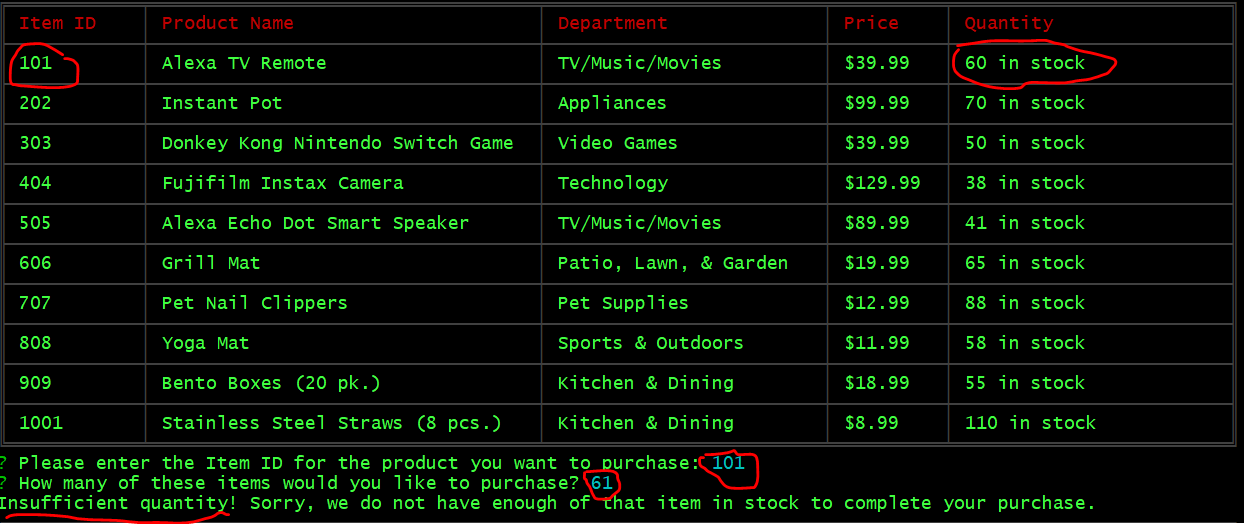 Item ID Product Name Department Price Quantity
101 Alexa TV Remote TV/Music/Movies $39.99 60 in stock
202 Instant Pot Appliances $99.99 70 in stock
303 Donkey Kong Nintendo Switch Game Video Games $39.99 50 in stock
404 Fujifilm Instax Camera Technology $129.99 38 in stock
505 Alexa Echo Dot Smart Speaker TV/Music/Movies $89.99 41 in stock
606 Grill Mat Patio, Lawn, & Garden $19.99 65 in stock
707 Pet Nail Clippers Pet Supplies $12.99 88 in stock
808 Yoga Mat Sports & Outdoors $11.99 58 in stock
909 Bento Boxes (20 pk.) Kitchen & Dining $18.99 55 in stock
1001 Stainless Steel Straws (8 pcs.) Kitchen & Dining $8.99 110 in stock
? Please enter the Item ID for the product you want to purchase: 101
? How many of these items would you like to purchase? 61
Insufficient quantity! Sorry, we do not have enough of that item in stock to complete your purchase.